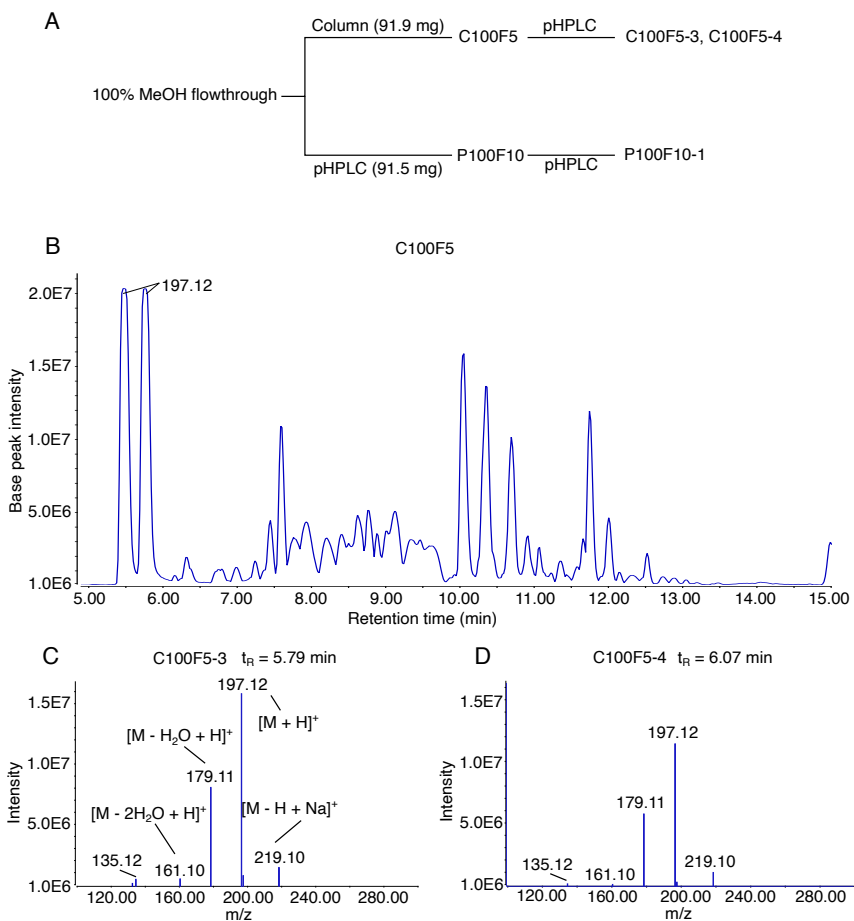 A
Column (91.9 mg) C100F5 pHPLC C100F5-3, C100F5-4
100% MeOH flowthrough
pHPLC (91.5 mg) P100F10 pHPLC P100F10-1
B
C100F5
197.12
Base peak intensity
2.0E7
1.5E7
1.0E7
5.0E6
1.0E6
5.00 6.00 7.00 8.00 9.00 10.00 11.00 12.00 13.00 14.00 15.00
Retention time (min)
C
C100F5-3 tR = 5.79 min
Intensity
1.5E7
1.0E7
5.0E6
1.0E6
197.12
[M + H]+
[M - H2O + H]+
179.11
[M - 2H2O + H]+
[M - H + Na]+
135.12
161.10
219.10
120.00 160.00 200.00 240.00 280.00
m/z
D
C100F5-4 tR = 6.07 min
Intensity
1.5E7
1.0E7
5.0E6
1.0E6
197.12
179.11
135.12
161.10
219.10
120.00 160.00 200.00 240.00 280.00
m/z